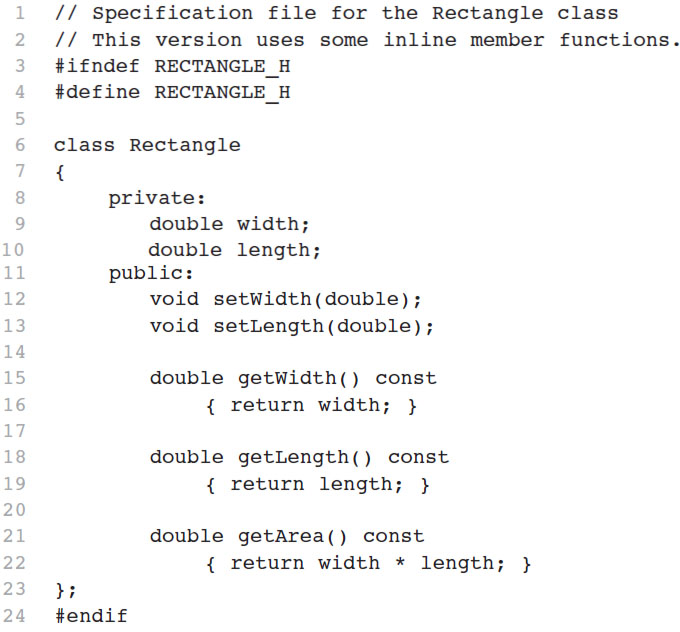 1 // Specification file for the Rectangle class
2 // This version uses some inline member functions.
3 #ifndef RECTANGLE_H
4 #define RECTANGLE_H
5
6 class Rectangle
7 {
8 private:
9 double width;
10 double length;
11 public:
12 void setWidth(double);
13 void setLength(double);
14
15 double getWidth() const
16 { return width; }
17
18 double getLength() const
19 { return length; }
20
21 double getArea() const
22 { return width * length; }
23 };
24 #endif